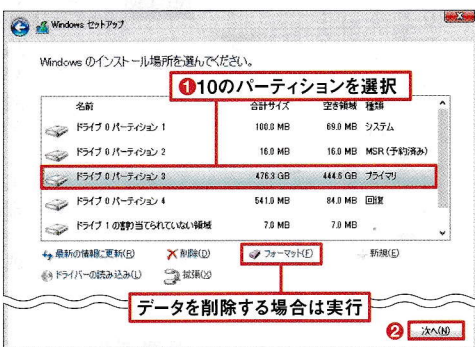 Windows セットアップ
Windows のインストール場所を選んでください。
❶10のパーティションを選択
名前 合計サイズ 空き領域 種類
ドライブ 0 パーティション 1 100.0 MB 69.0 MB システム
ドライブ 0 パーティション 2 16.0 MB 16.0 MB MSR (予約済み)
ドライブ 0 パーティション 3 476.3 GB 444.6 GB プライマリ
ドライブ 0 パーティション 4 541.0 MB 84.0 MB 回復
ドライブ 1 の割り当てられていない領域 7.0 MB 7.0 MB
最新の情報に更新(R) 削除(D) フォーマット(F) 新規(E)
ドライバーの読み込み(L) 拡張(X)
データを削除する場合は実行
❷ 次へ(N)